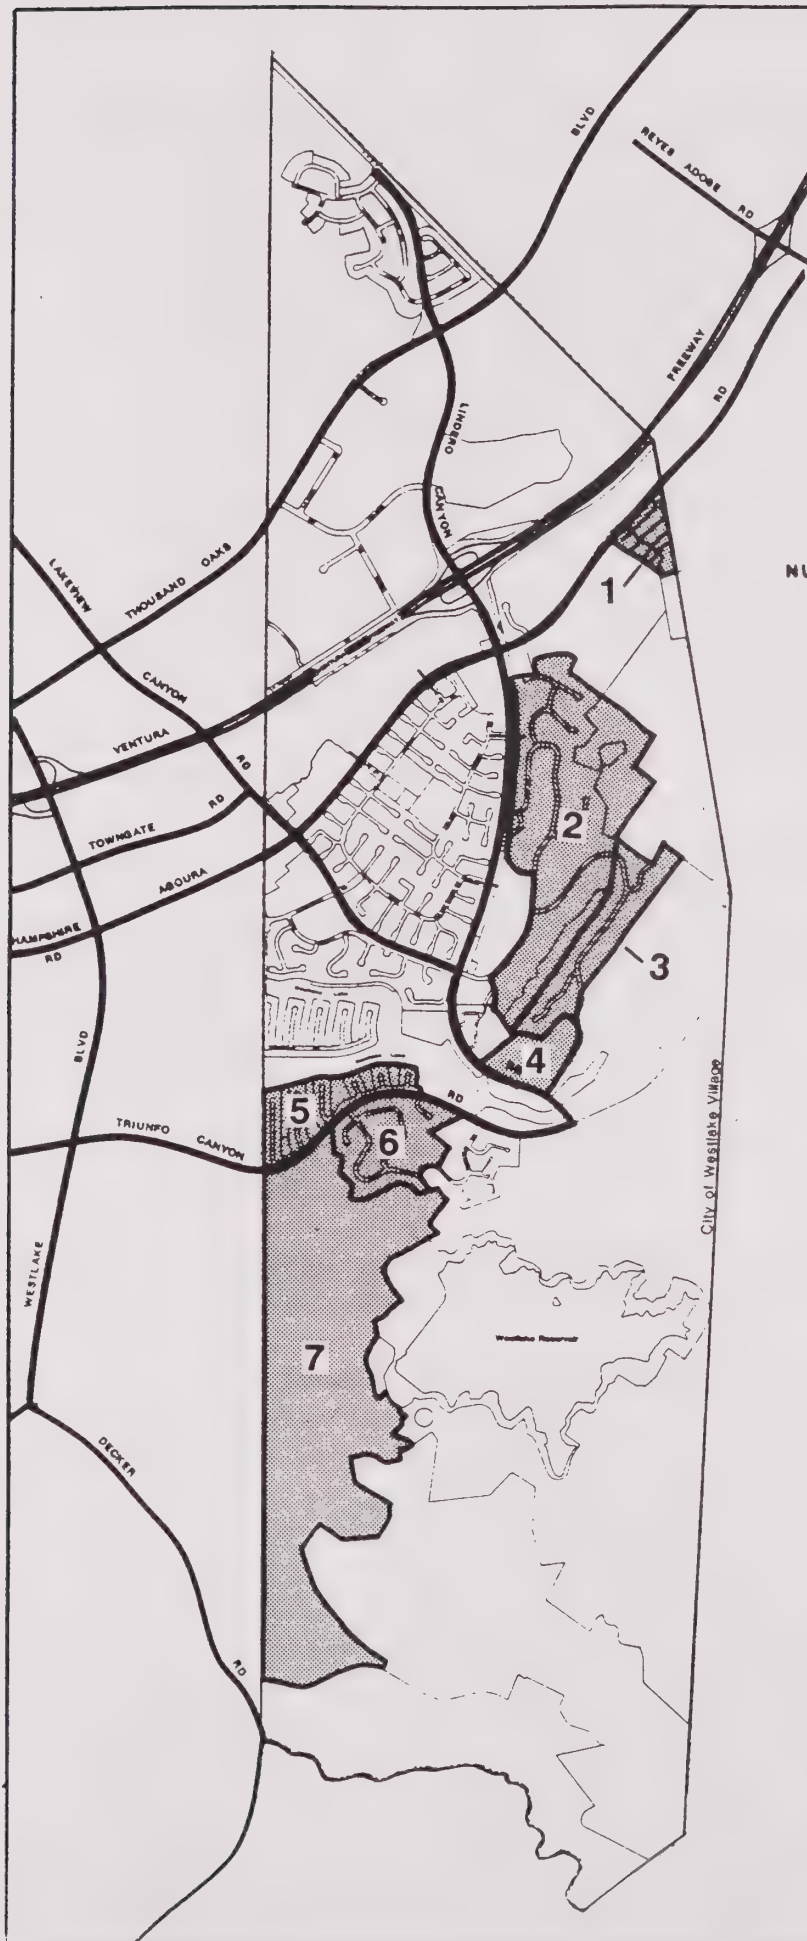 BLVD
REYES ADOBE RD
FREEWAY
RD
LINDERO
CANYON
LAKEVIEW
THOUSAND OAKS
1
NU
CANYON
VENTURA
RD
RD
TOWNGATE
2
AGOURA
HAMPSHIRE
RD
3
BLVD
4
RD
5
TRIUNFO CANYON
6
City of Westlake Village
WESTLAKE
Westlake Reservoir
7
DECKER
RD